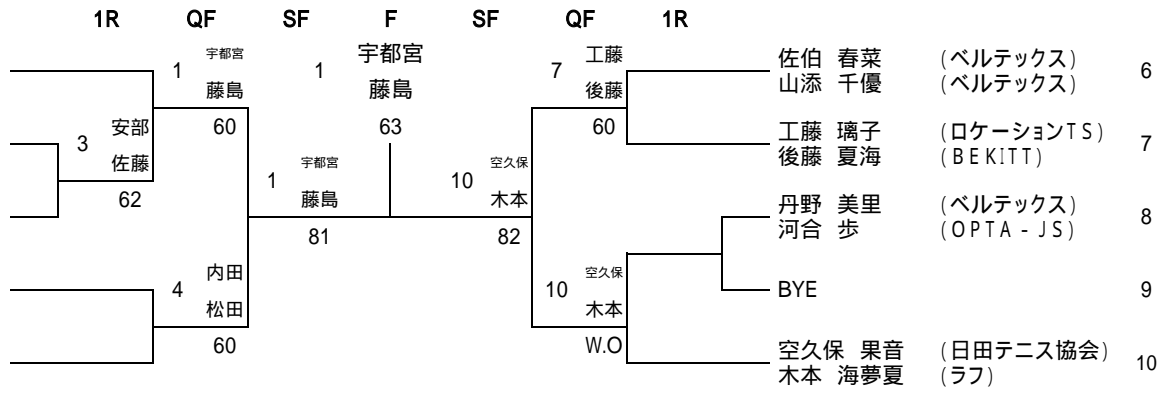 1R QF SF F SF QF 1R
1 宇都宮
藤島
60
1 宇都宮
藤島
63
7 工藤
後藤
60
佐伯 春菜 (ベルテックス) 6
山添 千優 (ベルテックス)
3 安部
佐藤
62
工藤 璃子 (ロケーションTS) 7
後藤 夏海 (BEKITT)
1 宇都宮
藤島
81
10 空久保
木本
82
丹野 美里 (ベルテックス) 8
河合 歩 (OPTA-JS)
4 内田
松田
60
10 空久保
木本
W.O
BYE 9
空久保 果音 (日田テニス協会) 10
木本 海夢夏 (ラフ)